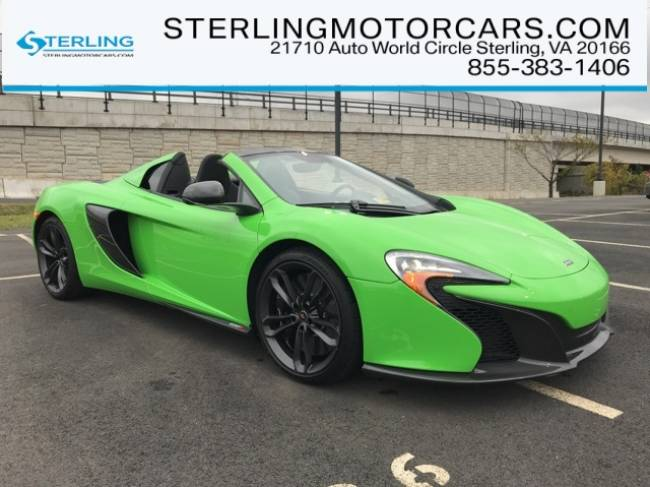 STERLING
STERLINGMOTORCARS.COM
STERLINGMOTORCARS.COM
21710 Auto World Circle Sterling, VA 20166
855-383-1406
6